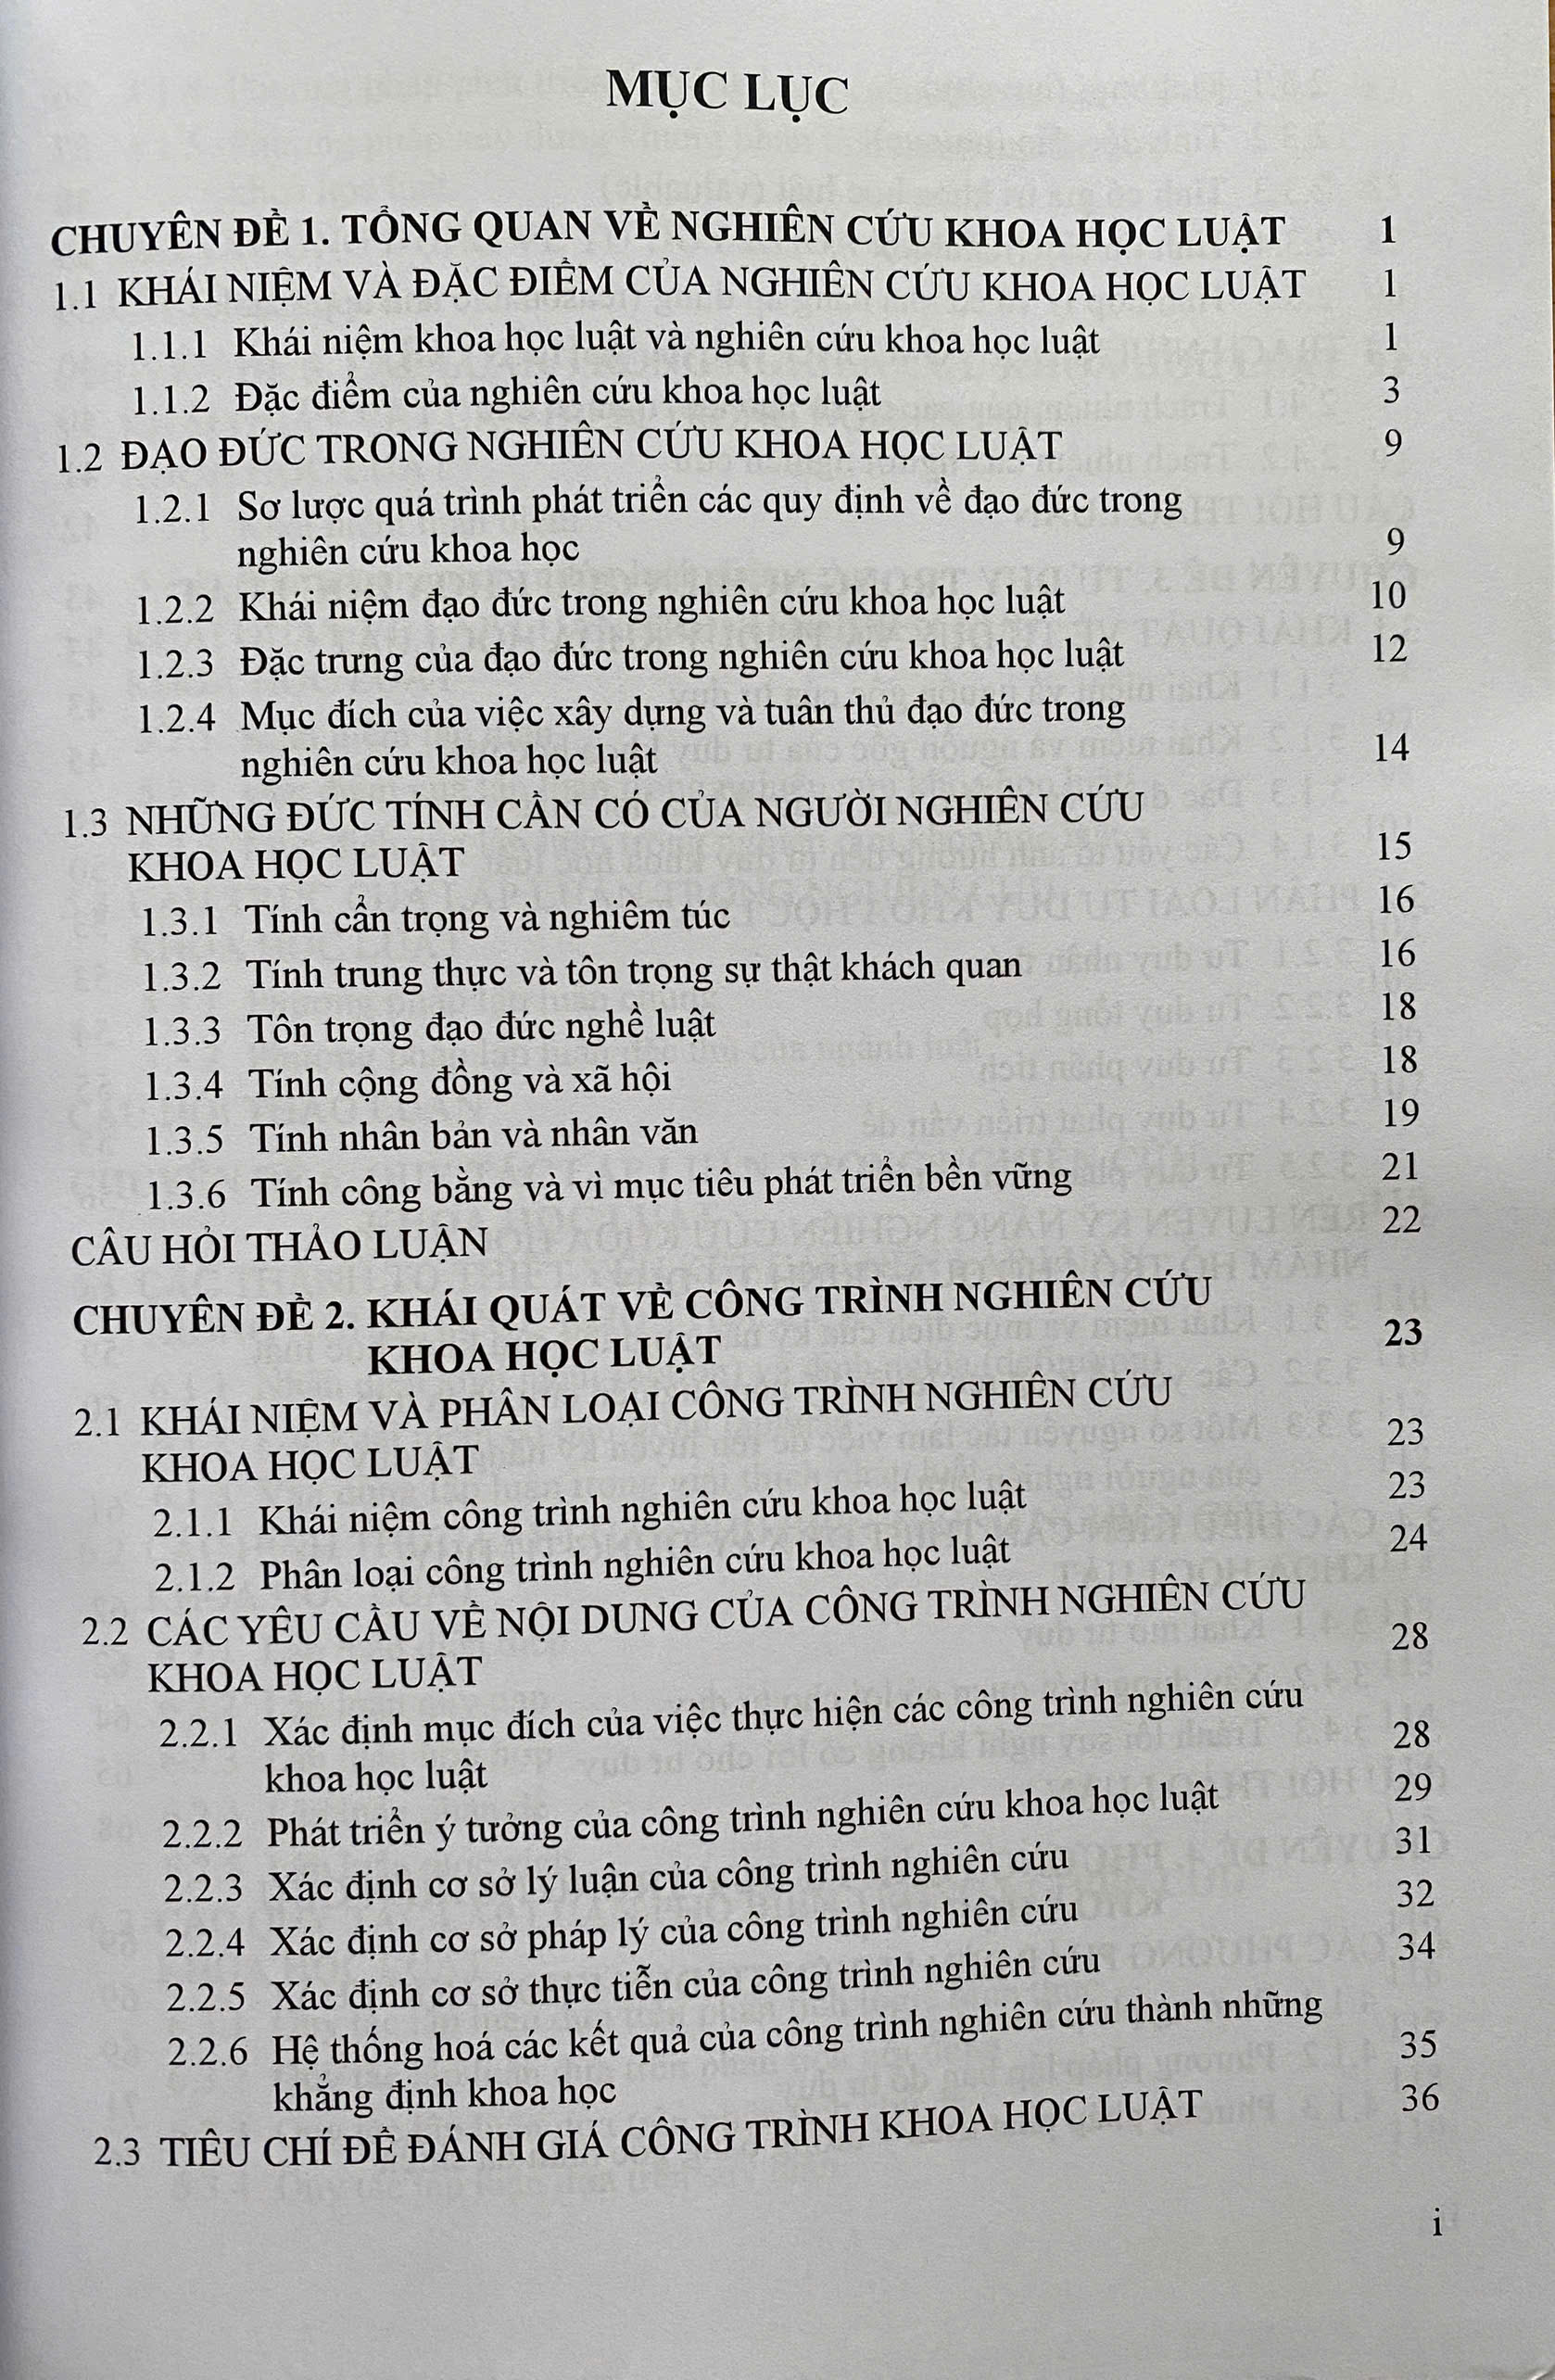 MỤC LỤC
CHUYÊN ĐỀ 1. TỔNG QUAN VỀ NGHIÊN CỨU KHOA HỌC LUẬT 1
1.1 KHÁI NIỆM VÀ ĐẶC ĐIỂM CỦA NGHIÊN CỨU KHOA HỌC LUẬT 1
1.1.1 Khái niệm khoa học luật và nghiên cứu khoa học luật 1
1.1.2 Đặc điểm của nghiên cứu khoa học luật 3
1.2 ĐẠO ĐỨC TRONG NGHIÊN CỨU KHOA HỌC LUẬT 9
1.2.1 Sơ lược quá trình phát triển các quy định về đạo đức trong
nghiên cứu khoa học 9
1.2.2 Khái niệm đạo đức trong nghiên cứu khoa học luật 10
1.2.3 Đặc trưng của đạo đức trong nghiên cứu khoa học luật 12
1.2.4 Mục đích của việc xây dựng và tuân thủ đạo đức trong
nghiên cứu khoa học luật 14
1.3 NHỮNG ĐỨC TÍNH CẦN CÓ CỦA NGƯỜI NGHIÊN CỨU
KHOA HỌC LUẬT 15
1.3.1 Tính cẩn trọng và nghiêm túc 16
1.3.2 Tính trung thực và tôn trọng sự thật khách quan 16
1.3.3 Tôn trọng đạo đức nghề luật 18
1.3.4 Tính cộng đồng và xã hội 18
1.3.5 Tính nhân bản và nhân văn 19
1.3.6 Tính công bằng và vì mục tiêu phát triển bền vững 21
CÂU HỎI THẢO LUẬN 22
CHUYÊN ĐỀ 2. KHÁI QUÁT VỀ CÔNG TRÌNH NGHIÊN CỨU
KHOA HỌC LUẬT 23
2.1 KHÁI NIỆM VÀ PHÂN LOẠI CÔNG TRÌNH NGHIÊN CỨU
KHOA HỌC LUẬT 23
2.1.1 Khái niệm công trình nghiên cứu khoa học luật 23
2.1.2 Phân loại công trình nghiên cứu khoa học luật 24
2.2 CÁC YÊU CẦU VỀ NỘI DUNG CỦA CÔNG TRÌNH NGHIÊN CỨU
KHOA HỌC LUẬT 28
2.2.1 Xác định mục đích của việc thực hiện các công trình nghiên cứu
khoa học luật 28
2.2.2 Phát triển ý tưởng của công trình nghiên cứu khoa học luật 29
2.2.3 Xác định cơ sở lý luận của công trình nghiên cứu 31
2.2.4 Xác định cơ sở pháp lý của công trình nghiên cứu 32
2.2.5 Xác định cơ sở thực tiễn của công trình nghiên cứu 34
2.2.6 Hệ thống hoá các kết quả của công trình nghiên cứu thành những
khẳng định khoa học 35
2.3 TIÊU CHÍ ĐỂ ĐÁNH GIÁ CÔNG TRÌNH KHOA HỌC LUẬT 36
i